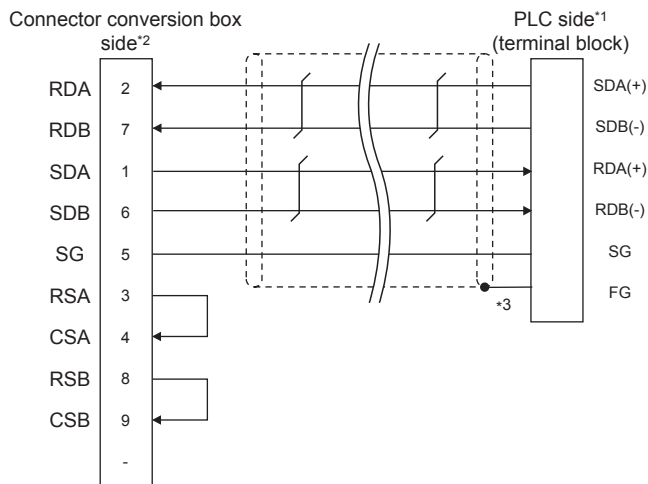 Connector conversion box
side*2
PLC side*1
(terminal block)
RDA 2 SDA(+)
RDB 7 SDB(-)
SDA 1 RDA(+)
SDB 6 RDB(-)
SG 5 SG
RSA 3 *3 FG
CSA 4
RSB 8
CSB 9
-